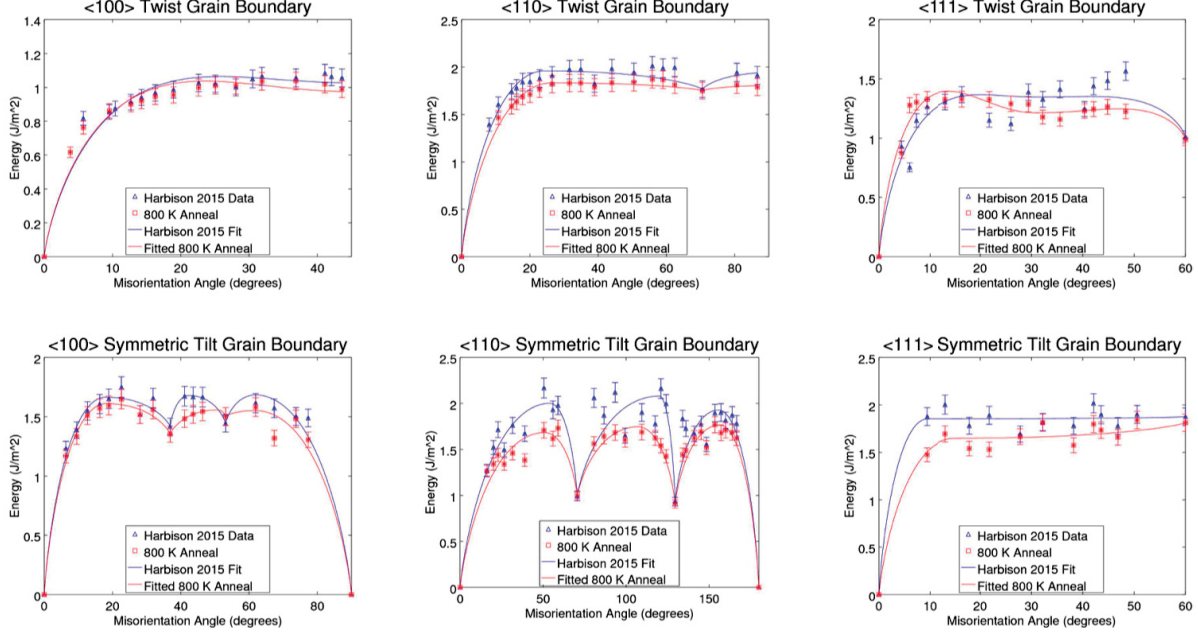 <100> Twist Grain Boundary
1.4
1.2
1
0.8
0.6
0.4
0.2
0
Energy (J/m^2)
Harbison 2015 Data
800 K Anneal
Harbison 2015 Fit
Fitted 800 K Anneal
0 10 20 30 40
Misorientation Angle (degrees)
<110> Twist Grain Boundary
2.5
2
1.5
1
0.5
0
Energy (J/m^2)
Harbison 2015 Data
800 K Anneal
Harbison 2015 Fit
Fitted 800 K Anneal
0 20 40 60 80
Misorientation Angle (degrees)
<111> Twist Grain Boundary
2
1.5
1
0.5
0
Energy (J/m^2)
Harbison 2015 Data
800 K Anneal
Harbison 2015 Fit
Fitted 800 K Anneal
0 10 20 30 40 50 60
Misorientation Angle (degrees)
<100> Symmetric Tilt Grain Boundary
2
1.5
1
0.5
0
Energy (J/m^2)
Harbison 2015 Data
800 K Anneal
Harbison 2015 Fit
Fitted 800 K Anneal
0 20 40 60 80
Misorientation Angle (degrees)
<110> Symmetric Tilt Grain Boundary
2.5
2
1.5
1
0.5
0
Energy (J/m^2)
Harbison 2015 Data
800 K Anneal
Harbison 2015 Fit
Fitted 800 K Anneal
0 50 100 150
Misorientation Angle (degrees)
<111> Symmetric Tilt Grain Boundary
2.5
2
1.5
1
0.5
0
Energy (J/m^2)
Harbison 2015 Data
800 K Anneal
Harbison 2015 Fit
Fitted 800 K Anneal
0 10 20 30 40 50 60
Misorientation Angle (degrees)